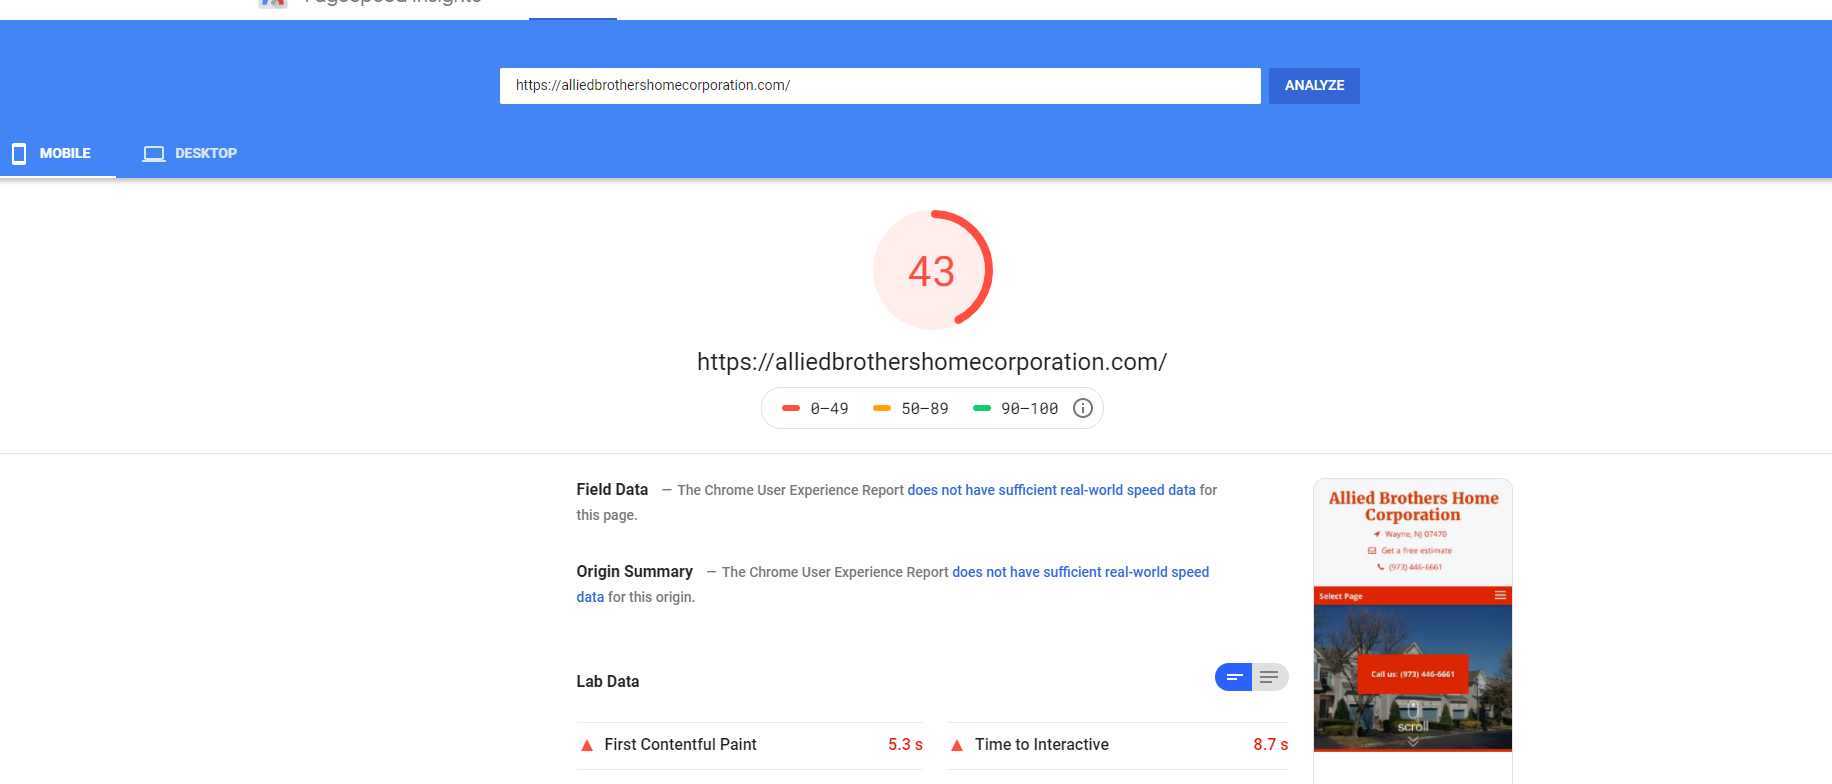 PageSpeed Insights
https://alliedbrothershomecorporation.com/
ANALYZE
MOBILE
DESKTOP
43
https://alliedbrothershomecorporation.com/
0–49
50–89
90–100
Field Data — The Chrome User Experience Report does not have sufficient real-world speed data for
this page.
Origin Summary — The Chrome User Experience Report does not have sufficient real-world speed
data for this origin.
Lab Data
First Contentful Paint 5.3 s
Time to Interactive 8.7 s
Allied Brothers Home
Corporation
Wayne, NJ 07470
Get a free estimate
(973) 446-6661
Select Page
Call us: (973) 446-6661
scroll